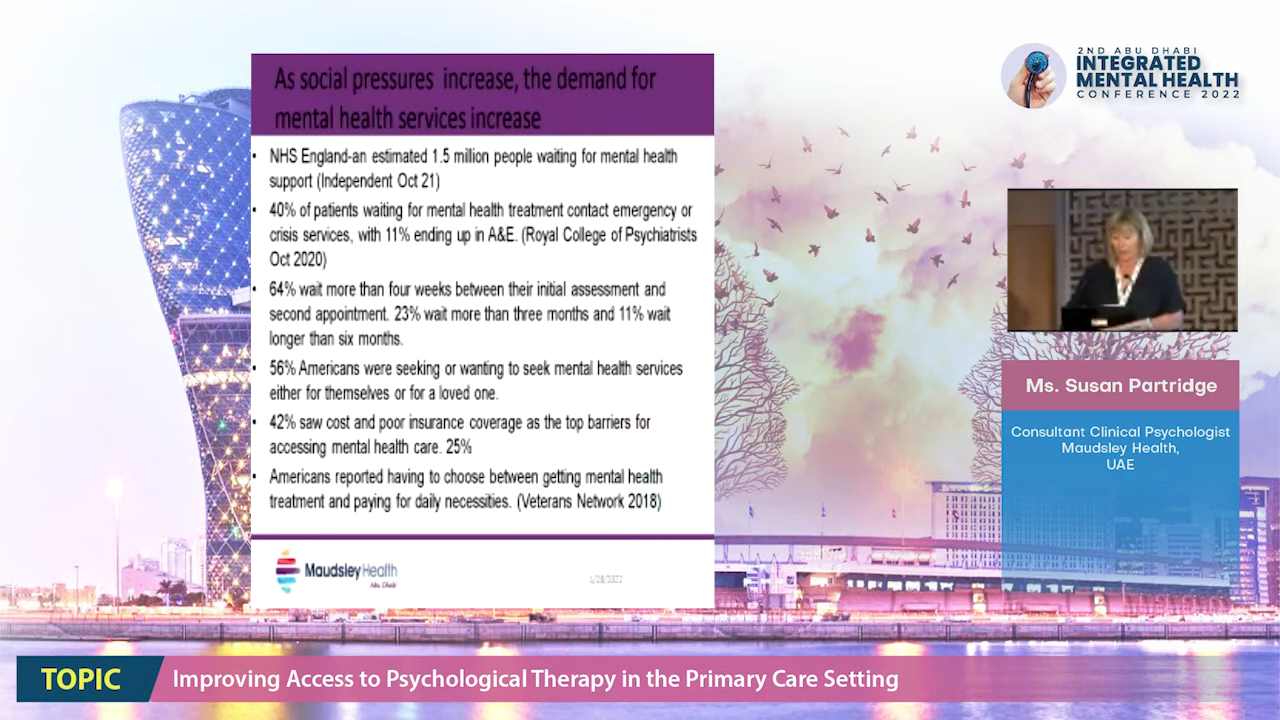 As social pressures increase, the demand for
mental health services increase
• NHS England-an estimated 1.5 million people waiting for mental health
support (Independent Oct 21)
• 40% of patients waiting for mental health treatment contact emergency or
crisis services, with 11% ending up in A&E. (Royal College of Psychiatrists
Oct 2020)
• 64% wait more than four weeks between their initial assessment and
second appointment. 23% wait more than three months and 11% wait
longer than six months.
• 56% Americans were seeking or wanting to seek mental health services
either for themselves or for a loved one.
• 42% saw cost and poor insurance coverage as the top barriers for
accessing mental health care. 25%
• Americans reported having to choose between getting mental health
treatment and paying for daily necessities. (Veterans Network 2018)
Maudsley Health
Abu Dhabi
1/28/2022
2ND ABU DHABI
INTEGRATED
MENTAL HEALTH
CONFERENCE 2022
Ms. Susan Partridge
Consultant Clinical Psychologist
Maudsley Health,
UAE
TOPIC
Improving Access to Psychological Therapy in the Primary Care Setting